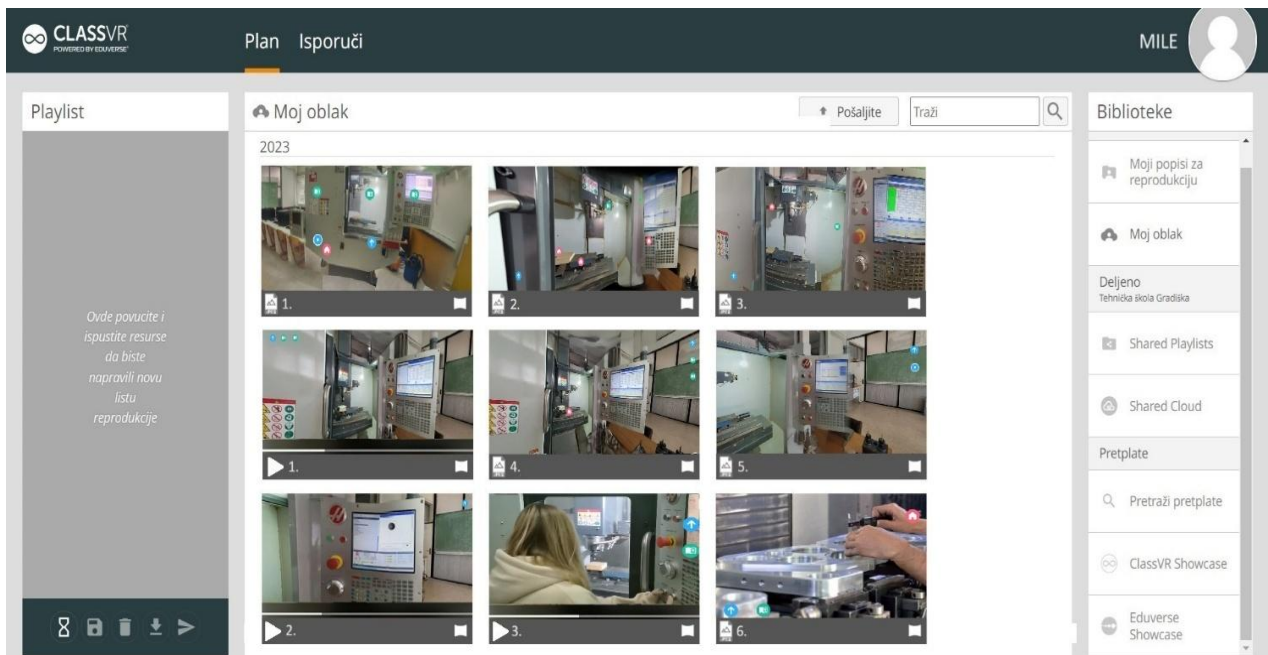 CLASSVR
POWERED BY EDUVERSE
Plan Isporuči
MILE
Playlist
Ovde povucite i
ispustite resurse
da biste
napravili novu
listu
reprodukcije
Moj oblak
Pošaljite
Traži
2023
1.
2.
3.
1.
4.
5.
2.
3.
6.
Biblioteke
Moji popisi za
reprodukciju
Moj oblak
Deljeno
Tehnička škola Gradiška
Shared Playlists
Shared Cloud
Pretplate
Pretraži pretplate
ClassVR Showcase
Eduverse
Showcase